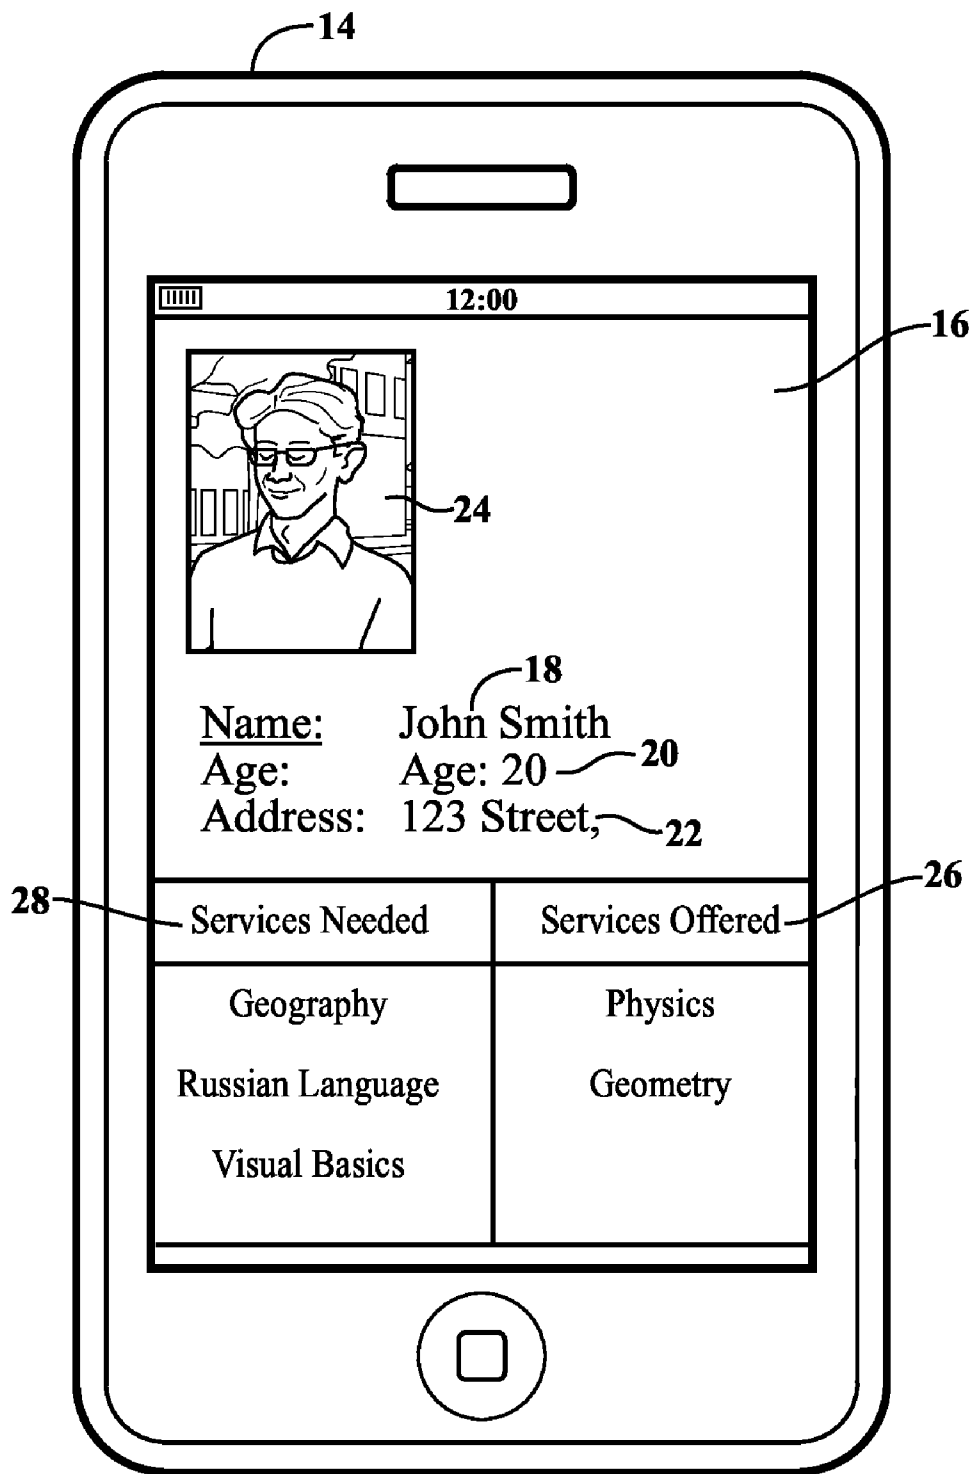 14
12:00
16
24
18
Name: John Smith
Age: Age: 20 20
Address: 123 Street, 22
28 Services Needed Services Offered 26
Geography Physics
Russian Language Geometry
Visual Basics